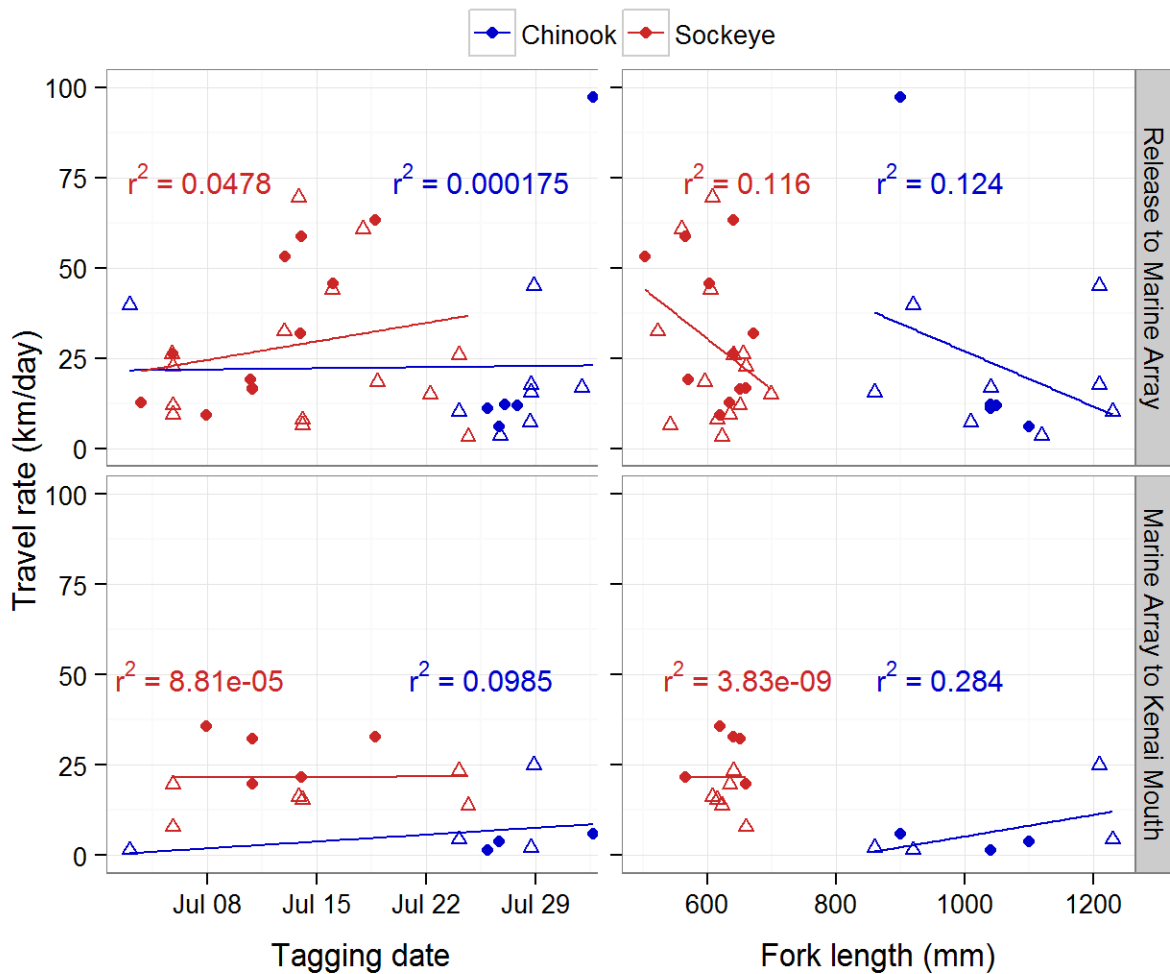 Chinook Sockeye
100
75
50
25
0
r² = 0.0478
r² = 0.000175
r² = 0.116
r² = 0.124
Release to Marine Array
Travel rate (km/day)
100
75
50
25
0
r² = 8.81e-05
r² = 0.0985
r² = 3.83e-09
r² = 0.284
Marine Array to Kenai Mouth
Jul 08 Jul 15 Jul 22 Jul 29
600 800 1000 1200
Tagging date
Fork length (mm)